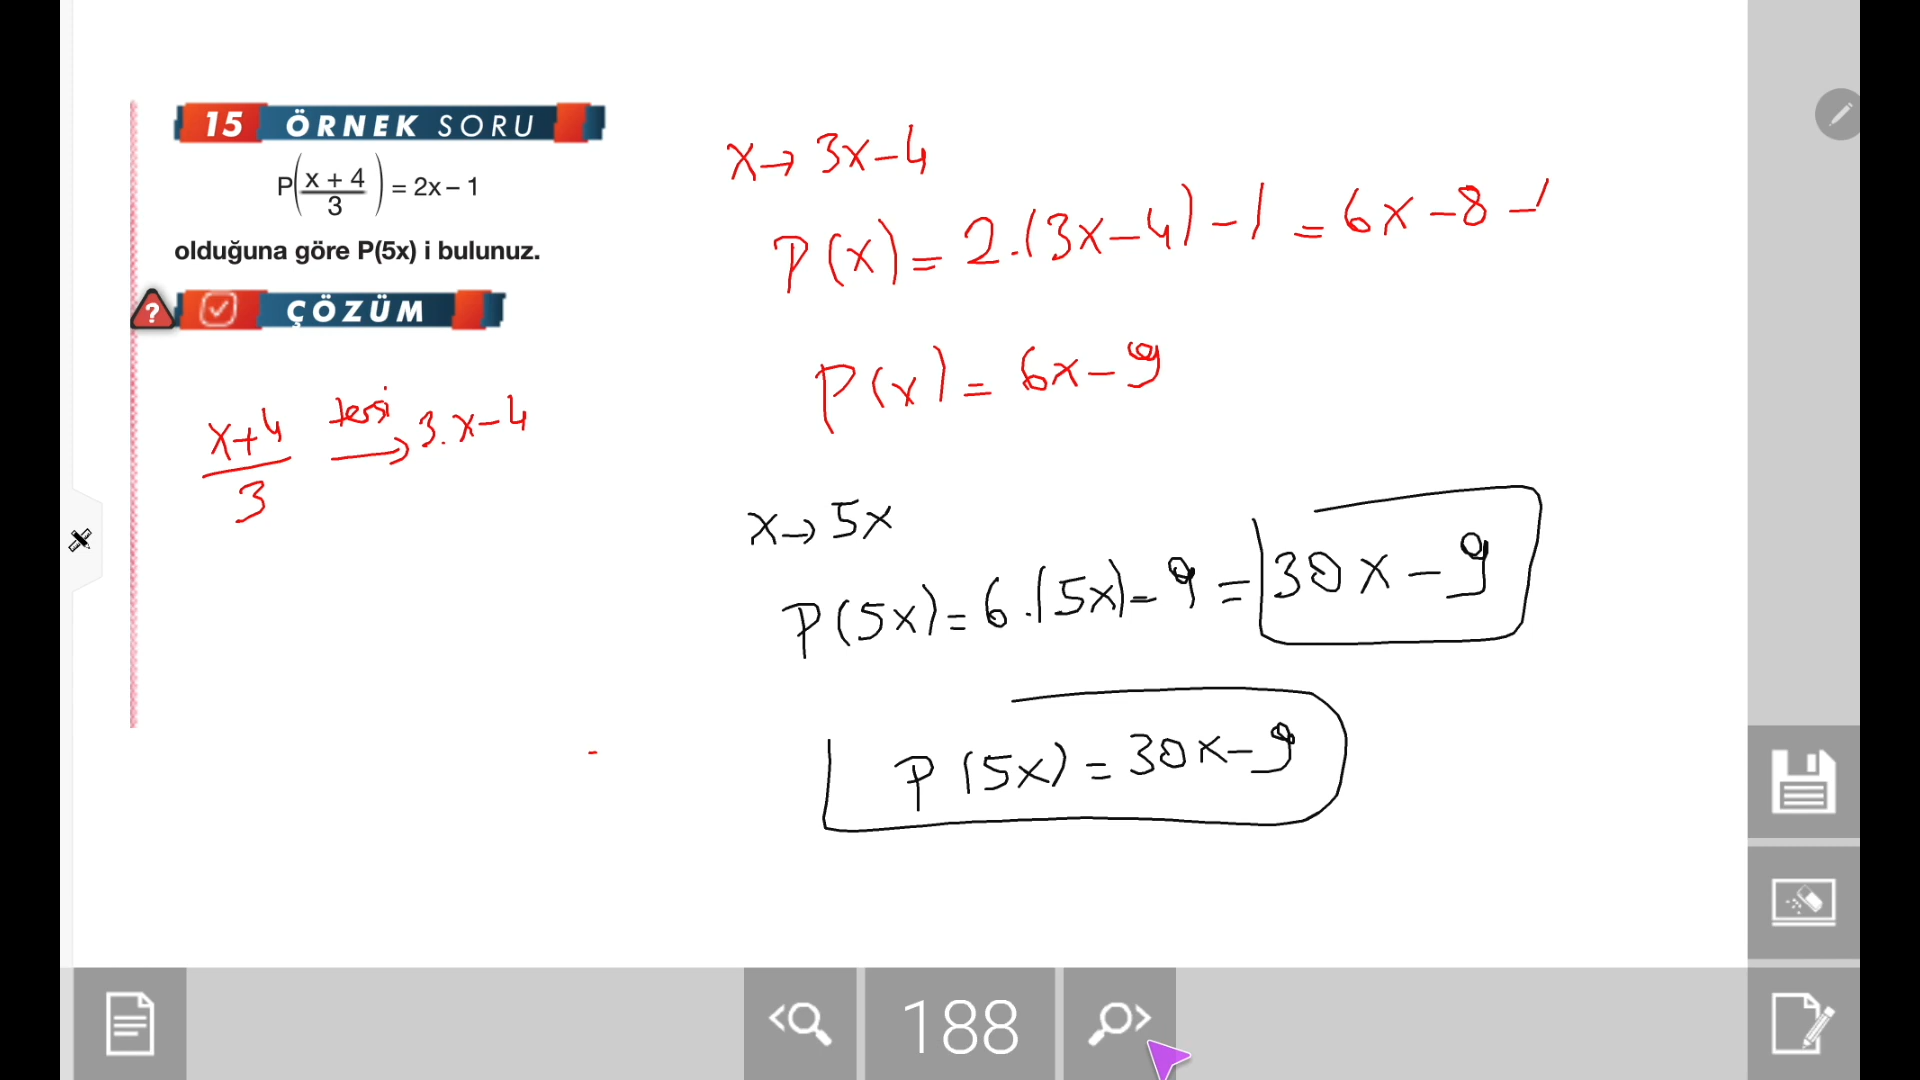 15 ÖRNEK SORU
P((x + 4)/3) = 2x – 1
olduğuna göre P(5x) i bulunuz.
? ÇÖZÜM
(x+4)/3 tersi → 3.x–4
x → 3x–4
P(x) = 2.(3x–4) – 1 = 6x – 8 – 1
P(x) = 6x – 9
x → 5x
P(5x) = 6.(5x) – 9 = 30x – 9
P(5x) = 30x – 9
188